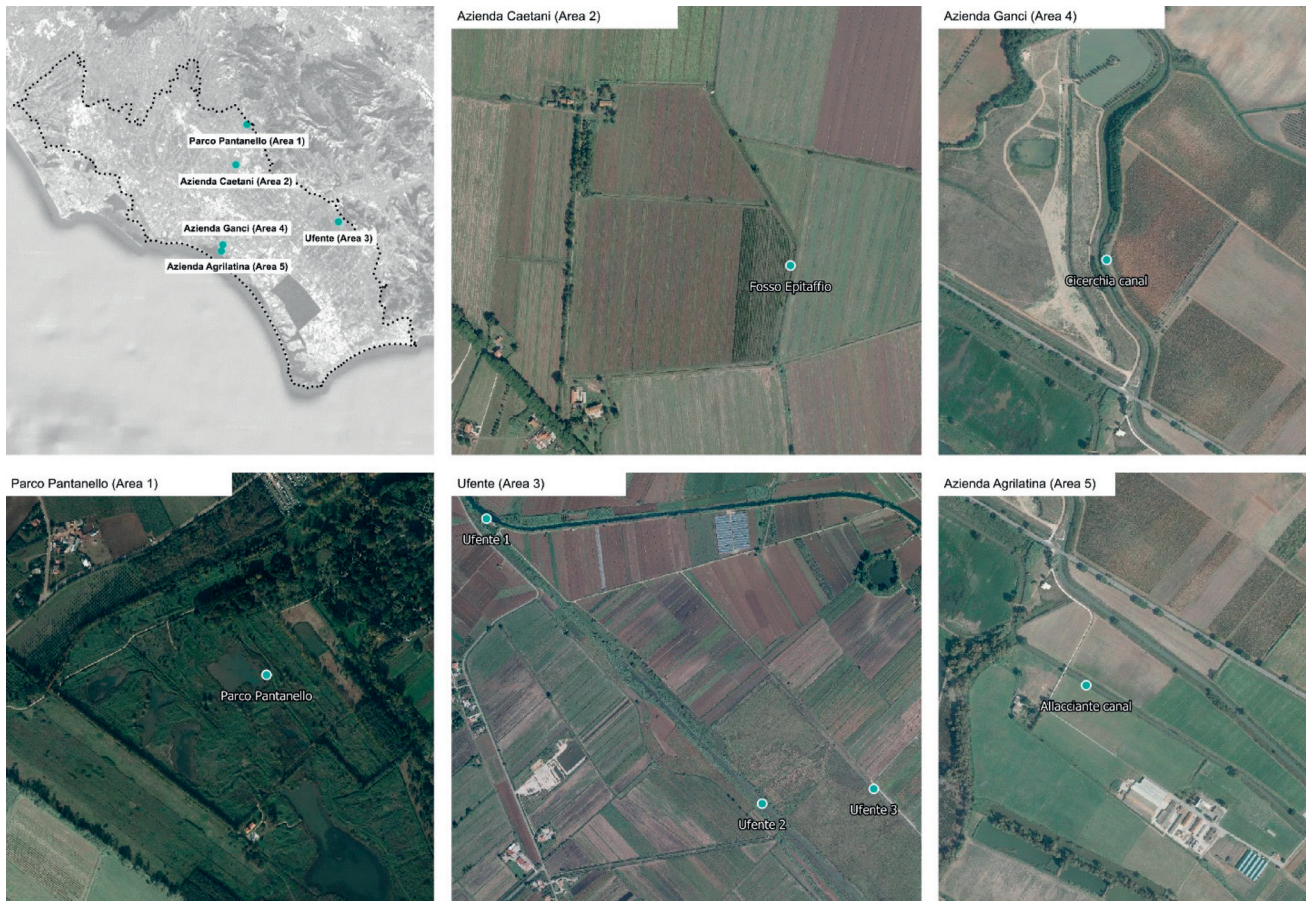 Parco Pantanello (Area 1)
Azienda Caetani (Area 2)
Azienda Ganci (Area 4)
Ufente (Area 3)
Azienda Agrilatina (Area 5)
Azienda Caetani (Area 2)
Fosso Epitaffio
Azienda Ganci (Area 4)
Cicerchia canal
Parco Pantanello (Area 1)
Parco Pantanello
Ufente (Area 3)
Ufente 1
Ufente 2
Ufente 3
Azienda Agrilatina (Area 5)
Allacciante canal